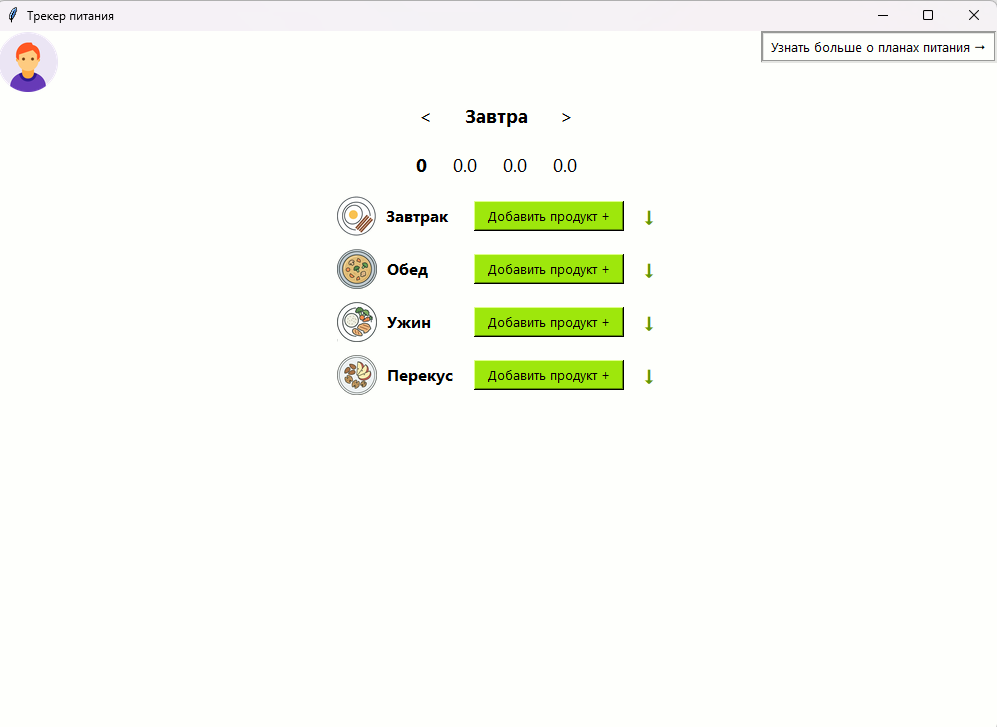 Трекер питания
Узнать больше о планах питания →
< Завтра >
0 0.0 0.0 0.0
Завтрак Добавить продукт + ↓
Обед Добавить продукт + ↓
Ужин Добавить продукт + ↓
Перекус Добавить продукт + ↓